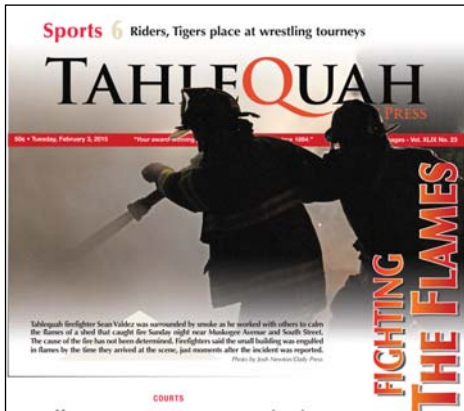 Sports 6 Riders, Tigers place at wrestling tourneys
TAHLEQUAH
PRESS
50¢ • Tuesday, February 3, 2015 "Your award-winning, since 1884." pages - Vol. XLIX No. 23
FIGHTING
THE FLAMES
Tahlequah firefighter Sean Valdez was surrounded by smoke as he worked with others to calm
the flames of a shed that caught fire Sunday night near Muskogee Avenue and South Street.
The cause of the fire has not been determined. Firefighters said the small building was engulfed
in flames by the time they arrived at the scene, just moments after the incident was reported.
Photo by Josh Newton/Daily Press
COURTS